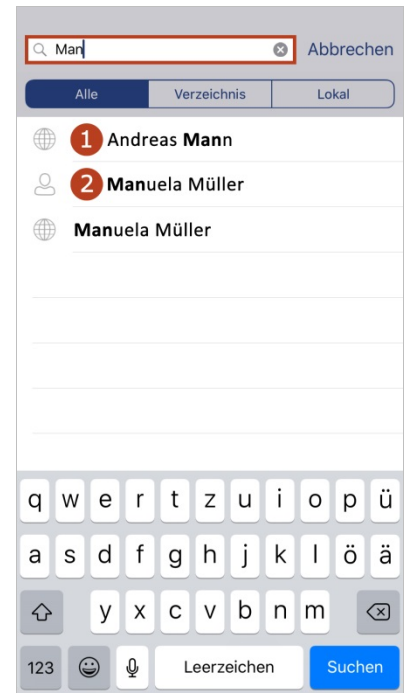 Man Abbrechen
Alle Verzeichnis Lokal
1 Andreas Mann
2 Manuela Müller
Manuela Müller
q w e r t z u i o p ü
a s d f g h j k l ö ä
y x c v b n m
123 Leerzeichen Suchen